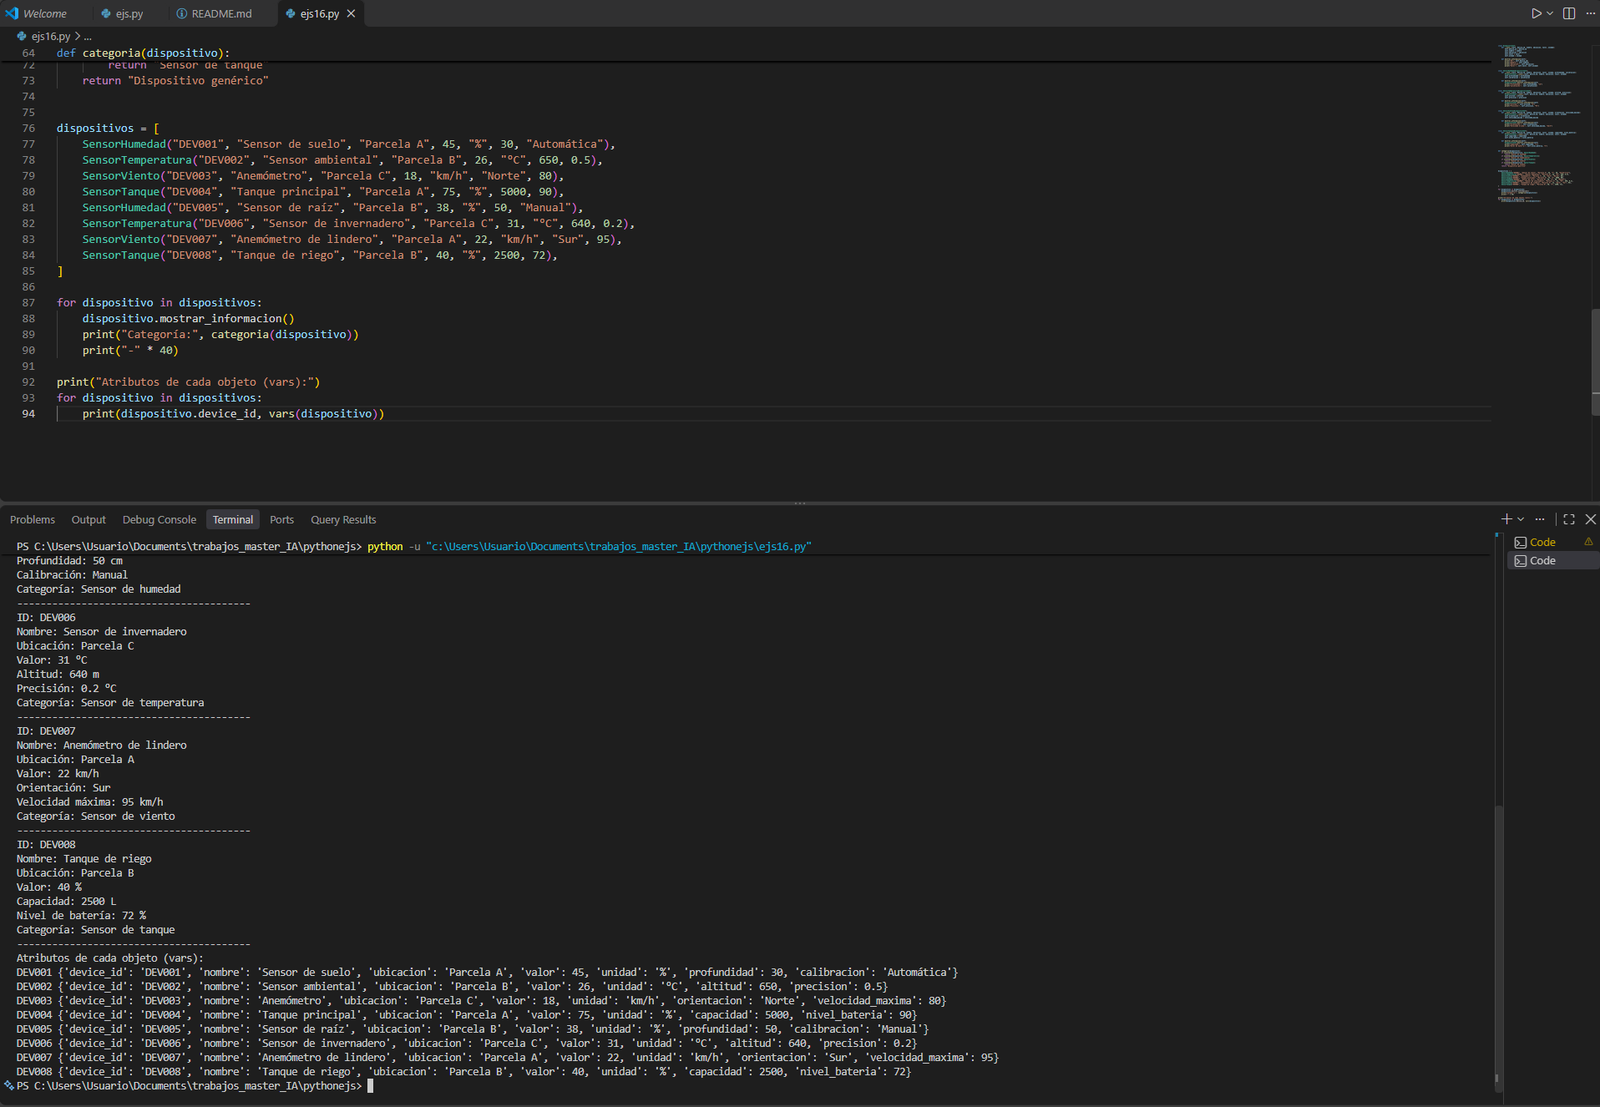 Welcome
ejs.py
README.md
ejs16.py
ejs16.py > ...
64 def categoria(dispositivo):
72 return "Sensor de tanque"
73 return "Dispositivo genérico"
74
75
76 dispositivos = [
77 SensorHumedad("DEV001", "Sensor de suelo", "Parcela A", 45, "%", 30, "Automática"),
78 SensorTemperatura("DEV002", "Sensor ambiental", "Parcela B", 26, "ºC", 650, 0.5),
79 SensorViento("DEV003", "Anemómetro", "Parcela C", 18, "km/h", "Norte", 80),
80 SensorTanque("DEV004", "Tanque principal", "Parcela A", 75, "%", 5000, 90),
81 SensorHumedad("DEV005", "Sensor de raíz", "Parcela B", 38, "%", 50, "Manual"),
82 SensorTemperatura("DEV006", "Sensor de invernadero", "Parcela C", 31, "ºC", 640, 0.2),
83 SensorViento("DEV007", "Anemómetro de lindero", "Parcela A", 22, "km/h", "Sur", 95),
84 SensorTanque("DEV008", "Tanque de riego", "Parcela B", 40, "%", 2500, 72),
85 ]
86
87 for dispositivo in dispositivos:
88 dispositivo.mostrar_informacion()
89 print("Categoría:", categoria(dispositivo))
90 print("-" * 40)
91
92 print("Atributos de cada objeto (vars):")
93 for dispositivo in dispositivos:
94 print(dispositivo.device_id, vars(dispositivo))
Problems Output Debug Console Terminal Ports Query Results
PS C:\Users\Usuario\Documents\trabajos_master_IA\pythonejs> python -u "c:\Users\Usuario\Documents\trabajos_master_IA\pythonejs\ejs16.py"
Code
Code
Profundidad: 50 cm
Calibración: Manual
Categoría: Sensor de humedad
----------------------------------------
ID: DEV006
Nombre: Sensor de invernadero
Ubicación: Parcela C
Valor: 31 ºC
Altitud: 640 m
Precisión: 0.2 ºC
Categoría: Sensor de temperatura
----------------------------------------
ID: DEV007
Nombre: Anemómetro de lindero
Ubicación: Parcela A
Valor: 22 km/h
Orientación: Sur
Velocidad máxima: 95 km/h
Categoría: Sensor de viento
----------------------------------------
ID: DEV008
Nombre: Tanque de riego
Ubicación: Parcela B
Valor: 40 %
Capacidad: 2500 L
Nivel de batería: 72 %
Categoría: Sensor de tanque
----------------------------------------
Atributos de cada objeto (vars):
DEV001 {'device_id': 'DEV001', 'nombre': 'Sensor de suelo', 'ubicacion': 'Parcela A', 'valor': 45, 'unidad': '%', 'profundidad': 30, 'calibracion': 'Automática'}
DEV002 {'device_id': 'DEV002', 'nombre': 'Sensor ambiental', 'ubicacion': 'Parcela B', 'valor': 26, 'unidad': 'ºC', 'altitud': 650, 'precision': 0.5}
DEV003 {'device_id': 'DEV003', 'nombre': 'Anemómetro', 'ubicacion': 'Parcela C', 'valor': 18, 'unidad': 'km/h', 'orientacion': 'Norte', 'velocidad_maxima': 80}
DEV004 {'device_id': 'DEV004', 'nombre': 'Tanque principal', 'ubicacion': 'Parcela A', 'valor': 75, 'unidad': '%', 'capacidad': 5000, 'nivel_bateria': 90}
DEV005 {'device_id': 'DEV005', 'nombre': 'Sensor de raíz', 'ubicacion': 'Parcela B', 'valor': 38, 'unidad': '%', 'profundidad': 50, 'calibracion': 'Manual'}
DEV006 {'device_id': 'DEV006', 'nombre': 'Sensor de invernadero', 'ubicacion': 'Parcela C', 'valor': 31, 'unidad': 'ºC', 'altitud': 640, 'precision': 0.2}
DEV007 {'device_id': 'DEV007', 'nombre': 'Anemómetro de lindero', 'ubicacion': 'Parcela A', 'valor': 22, 'unidad': 'km/h', 'orientacion': 'Sur', 'velocidad_maxima': 95}
DEV008 {'device_id': 'DEV008', 'nombre': 'Tanque de riego', 'ubicacion': 'Parcela B', 'valor': 40, 'unidad': '%', 'capacidad': 2500, 'nivel_bateria': 72}
PS C:\Users\Usuario\Documents\trabajos_master_IA\pythonejs>